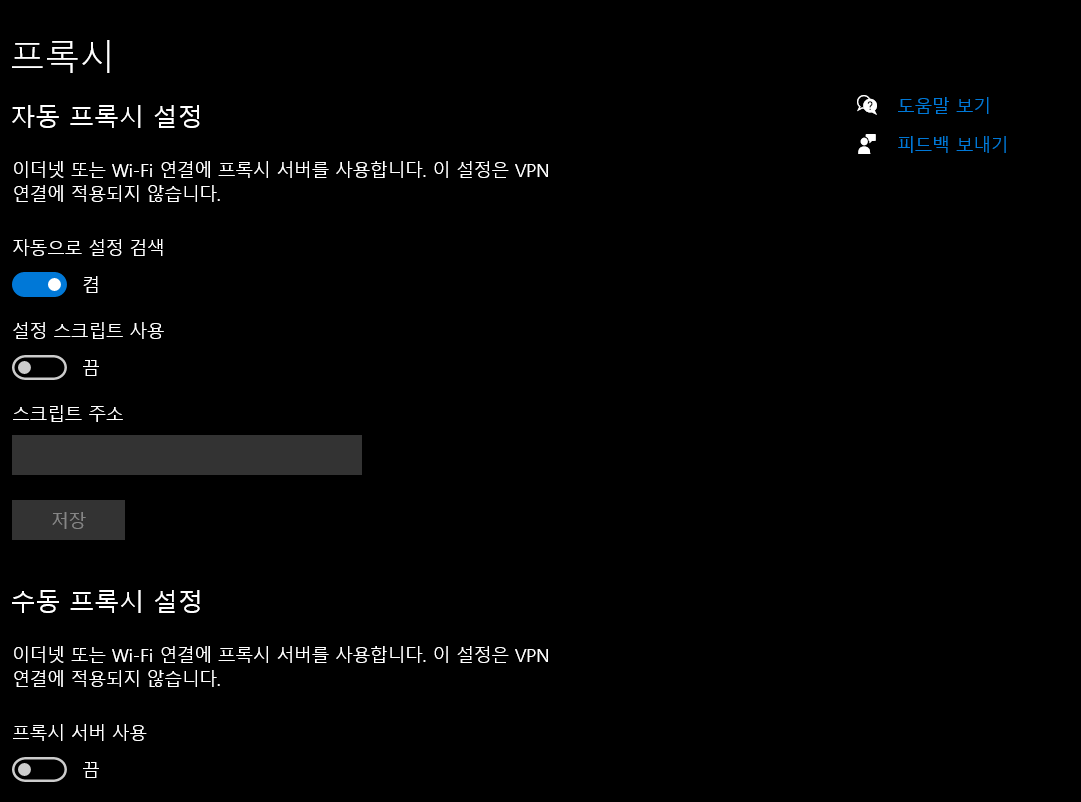 프록시
자동 프록시 설정
이더넷 또는 Wi-Fi 연결에 프록시 서버를 사용합니다. 이 설정은 VPN
연결에 적용되지 않습니다.
자동으로 설정 검색
켬
설정 스크립트 사용
끔
스크립트 주소
저장
수동 프록시 설정
이더넷 또는 Wi-Fi 연결에 프록시 서버를 사용합니다. 이 설정은 VPN
연결에 적용되지 않습니다.
프록시 서버 사용
끔
도움말 보기
피드백 보내기